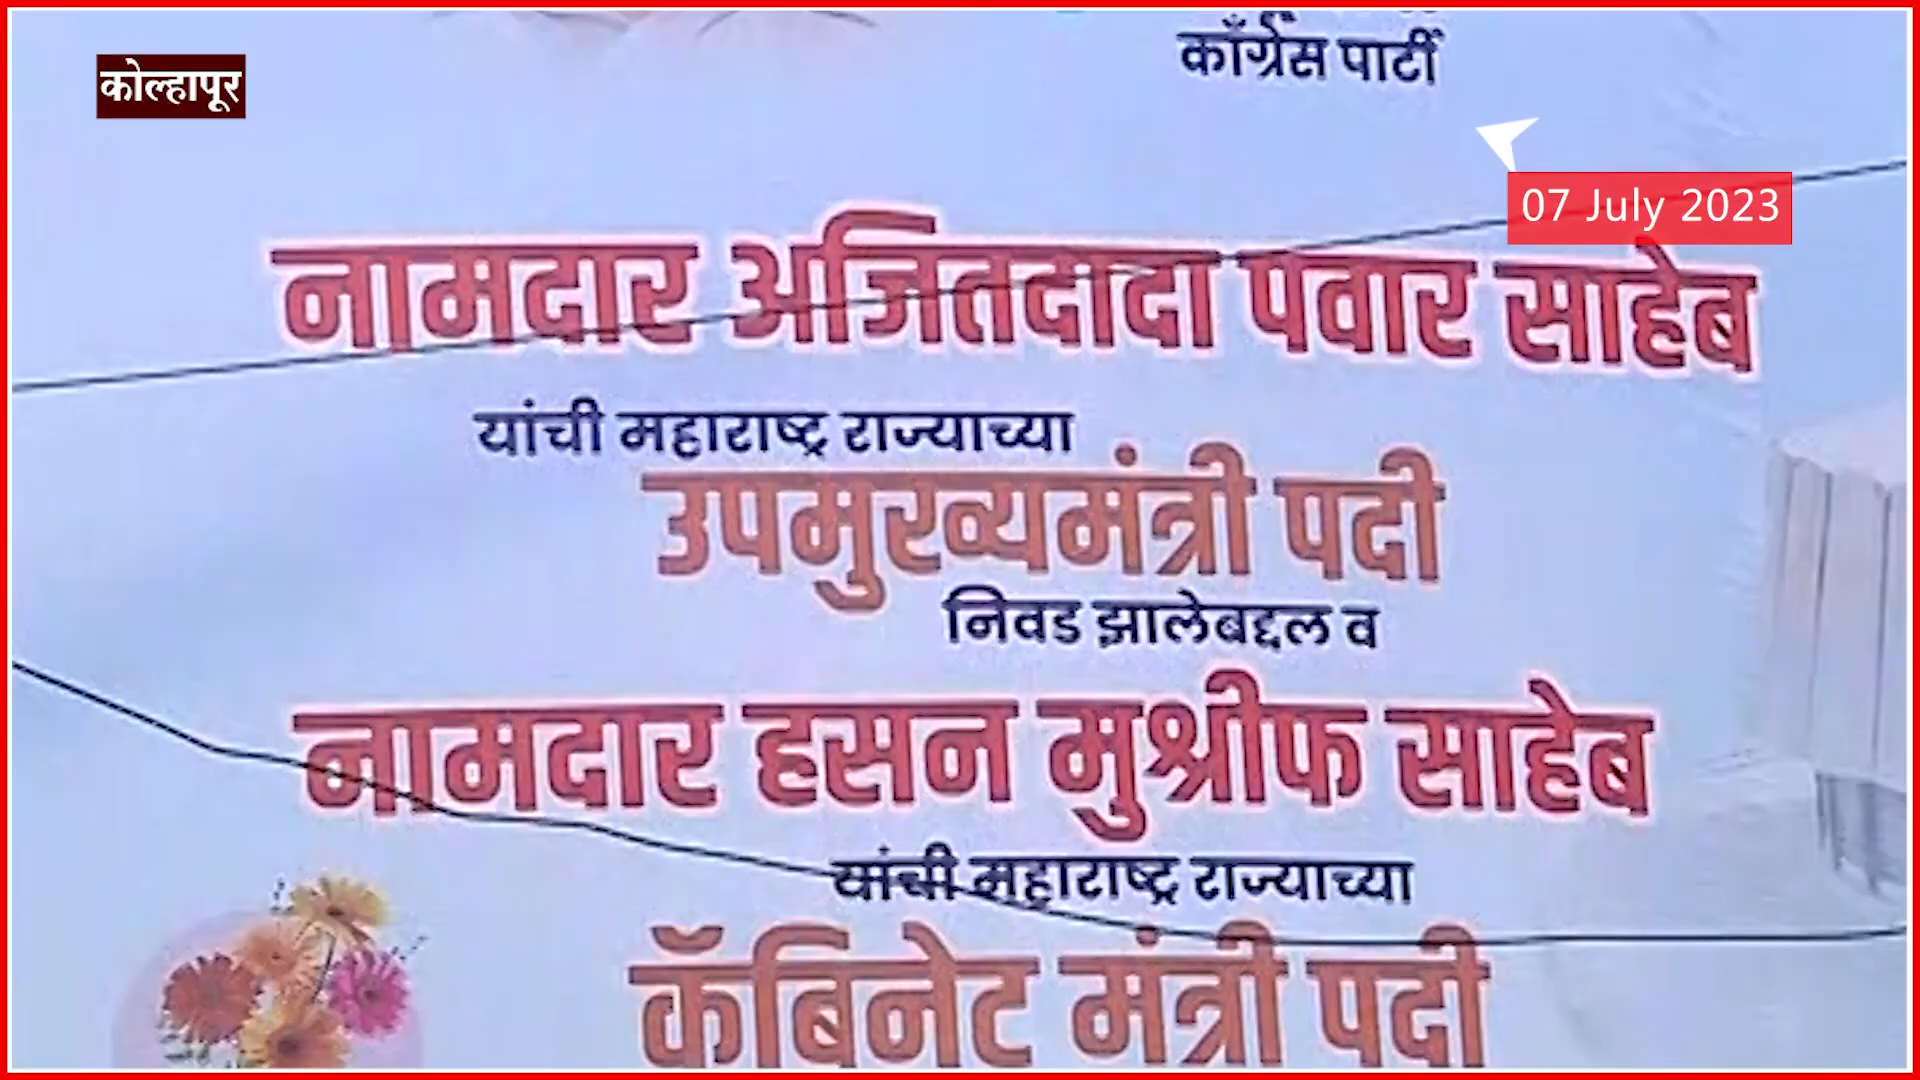 काँग्रेस पार्टी
कोल्हापूर
07 July 2023
नामदार अजितदादा पवार साहेब
यांची महाराष्ट्र राज्याच्या
उपमुख्यमंत्री पदी
निवड झालेबद्दल व
नामदार हसन मुश्रीफ साहेब
यांची महाराष्ट्र राज्याच्या
कॅबिनेट मंत्री पदी